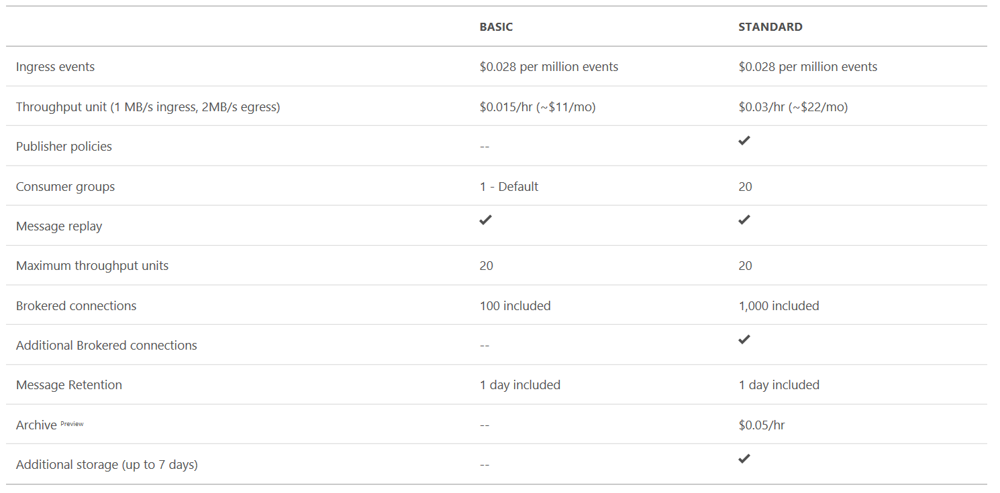 BASIC STANDARD
Ingress events $0.028 per million events $0.028 per million events
Throughput unit (1 MB/s ingress, 2MB/s egress) $0.015/hr (~$11/mo) $0.03/hr (~$22/mo)
Publisher policies -- ✔
Consumer groups 1 - Default 20
Message replay ✔ ✔
Maximum throughput units 20 20
Brokered connections 100 included 1,000 included
Additional Brokered connections -- ✔
Message Retention 1 day included 1 day included
Archive Preview -- $0.05/hr
Additional storage (up to 7 days) -- ✔